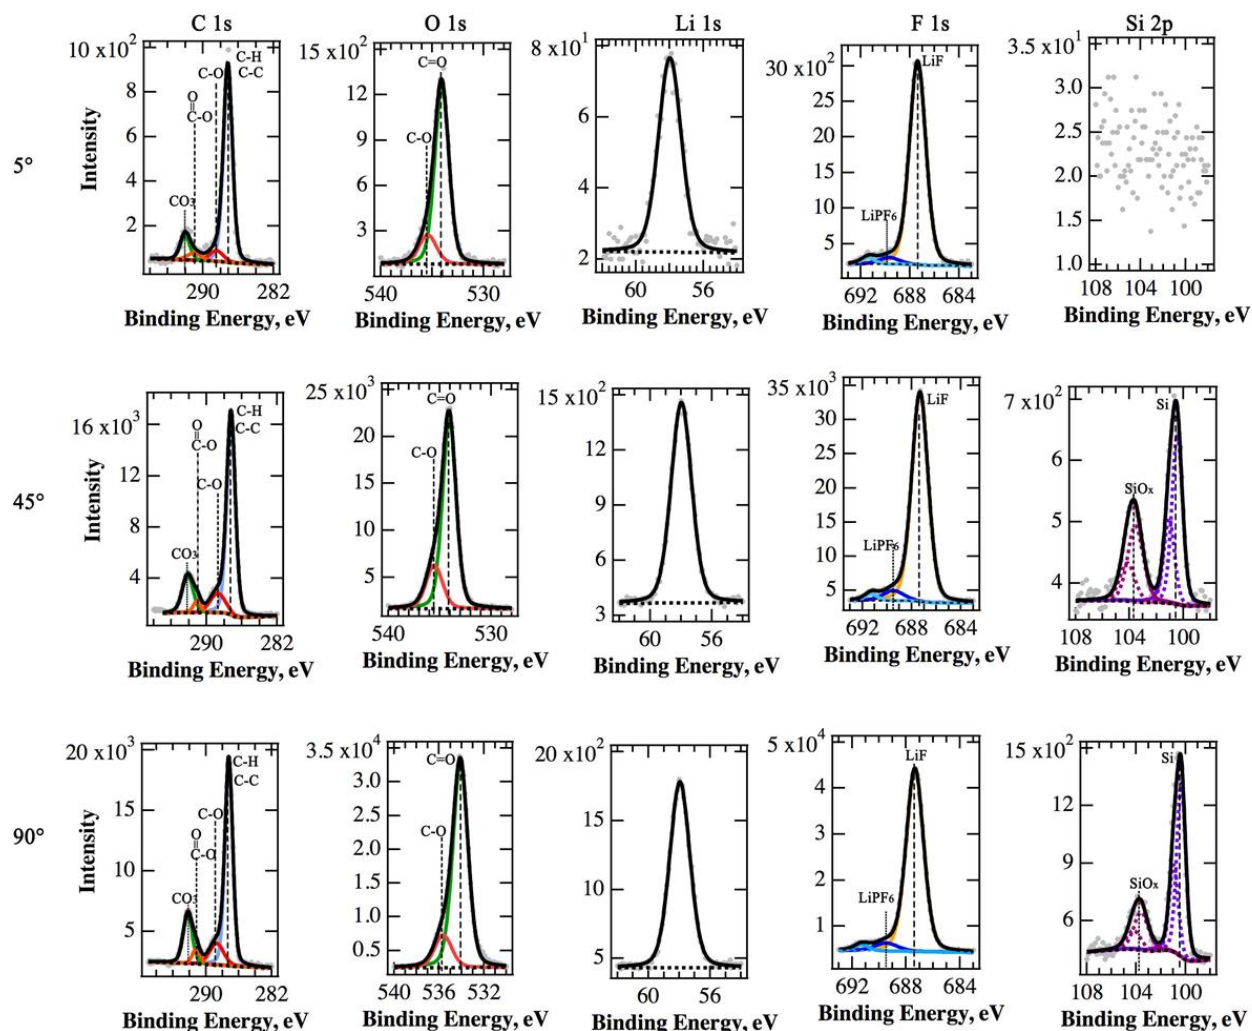 C 1s O 1s Li 1s F 1s Si 2p
5°
Intensity
10 x10²
8
6
4
2
290 282
Binding Energy, eV
CO₃
O
C-O
C-O
C-H
C-C
15 x10²
12
9
6
3
540 530
Binding Energy, eV
C-O
C=O
8 x10¹
6
4
2
60 56
Binding Energy, eV
30 x10²
25
20
15
10
5
692 688 684
Binding Energy, eV
LiPF6
LiF
3.5 x10¹
3.0
2.5
2.0
1.5
1.0
108 104 100
Binding Energy, eV
45°
Intensity
16 x10³
12
8
4
290 282
Binding Energy, eV
CO₃
O
C-O
C-O
C-H
C-C
25 x10³
20
15
10
5
540 530
Binding Energy, eV
C-O
C=O
15 x10²
12
9
6
3
60 56
Binding Energy, eV
35 x10³
30
25
20
15
10
5
692 688 684
Binding Energy, eV
LiPF6
LiF
7 x10²
6
5
4
108 104 100
Binding Energy, eV
SiOₓ
Si
90°
Intensity
20 x10³
15
10
5
290 282
Binding Energy, eV
CO₃
O
C-O
C-O
C-H
C-C
3.5 x10⁴
3.0
2.5
2.0
1.5
1.0
0.5
540 536 532
Binding Energy, eV
C-O
C=O
20 x10²
15
10
5
60 56
Binding Energy, eV
5 x10⁴
4
3
2
1
692 688 684
Binding Energy, eV
LiPF6
LiF
15 x10²
12
9
6
108 104 100
Binding Energy, eV
SiOₓ
Si